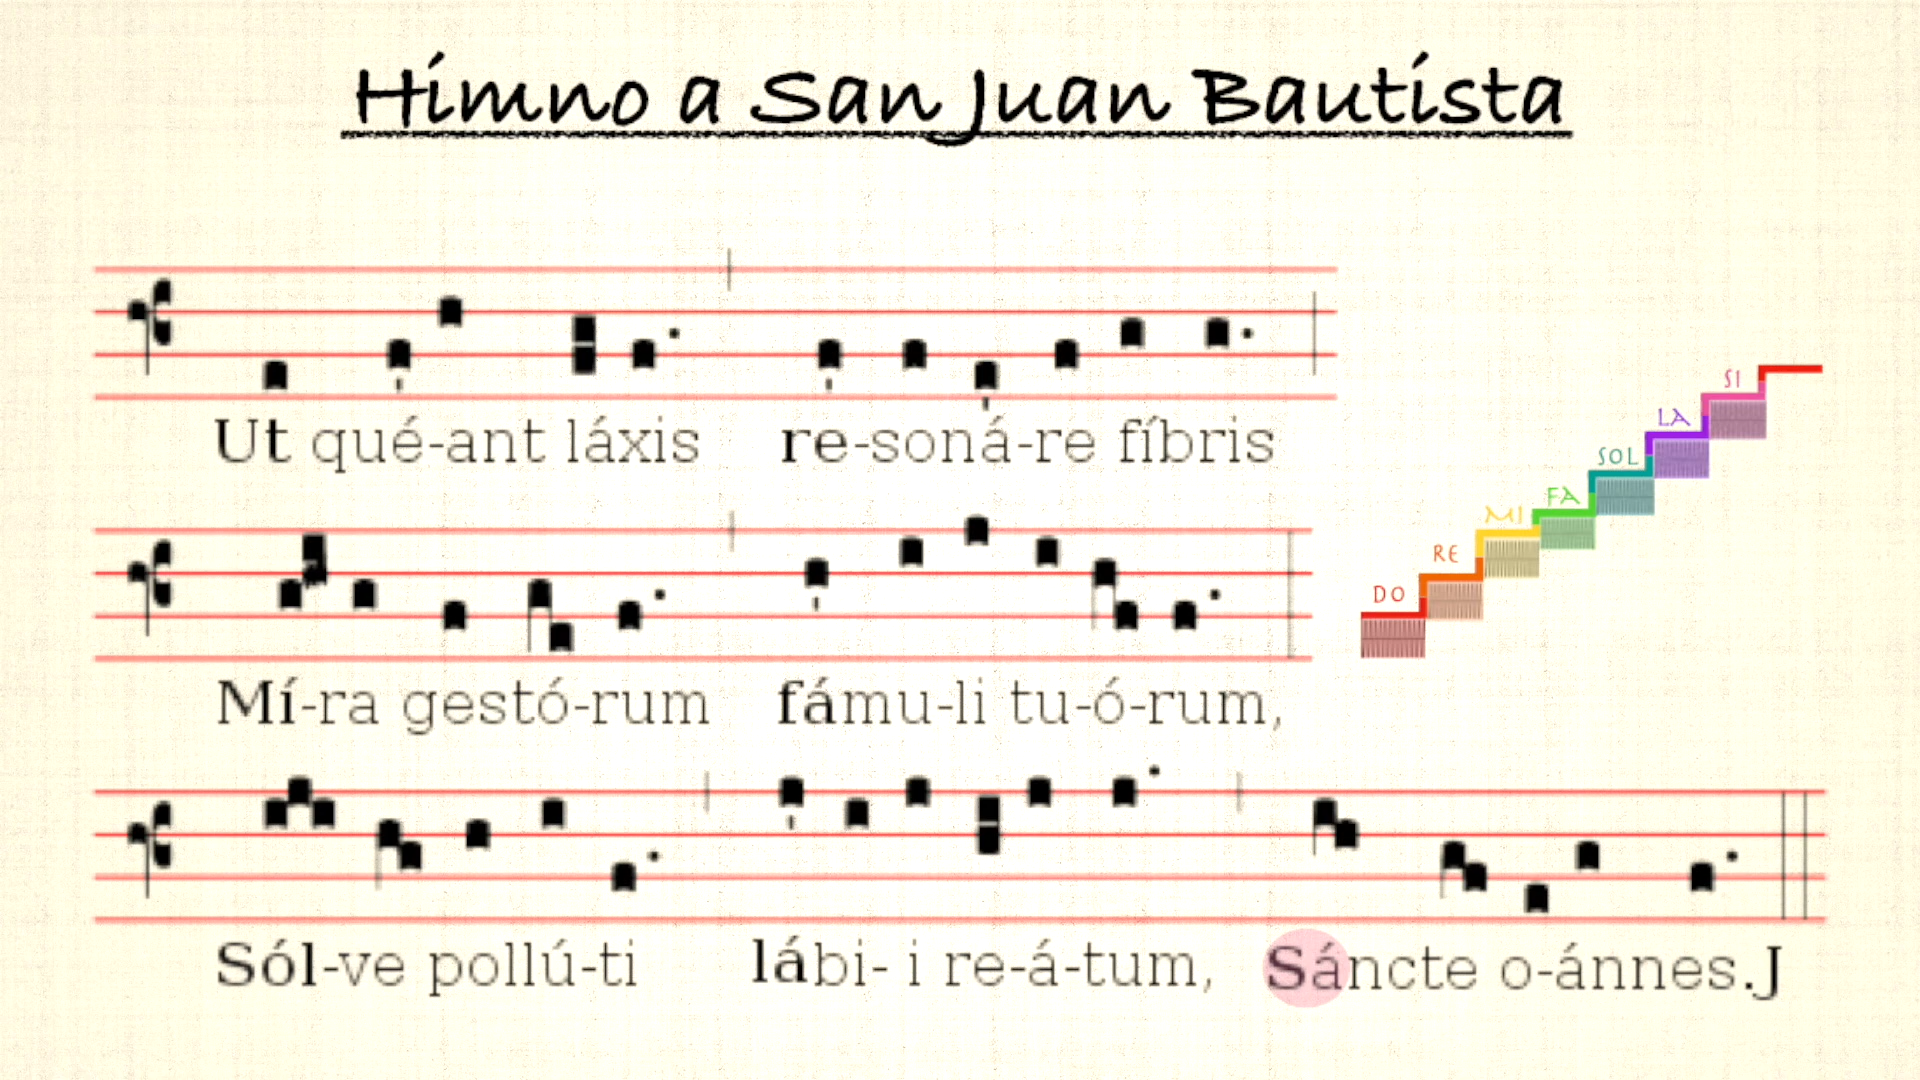 Himno a San Juan Bautista
Ut qué-ant láxis re-soná-re fíbris
SI
LA
SOL
FA
MI
RE
DO
Mí-ra gestó-rum fámu-li tu-ó-rum,
Sól-ve pollú-ti lábi- i re-á-tum, Sáncte o-ánnes.J